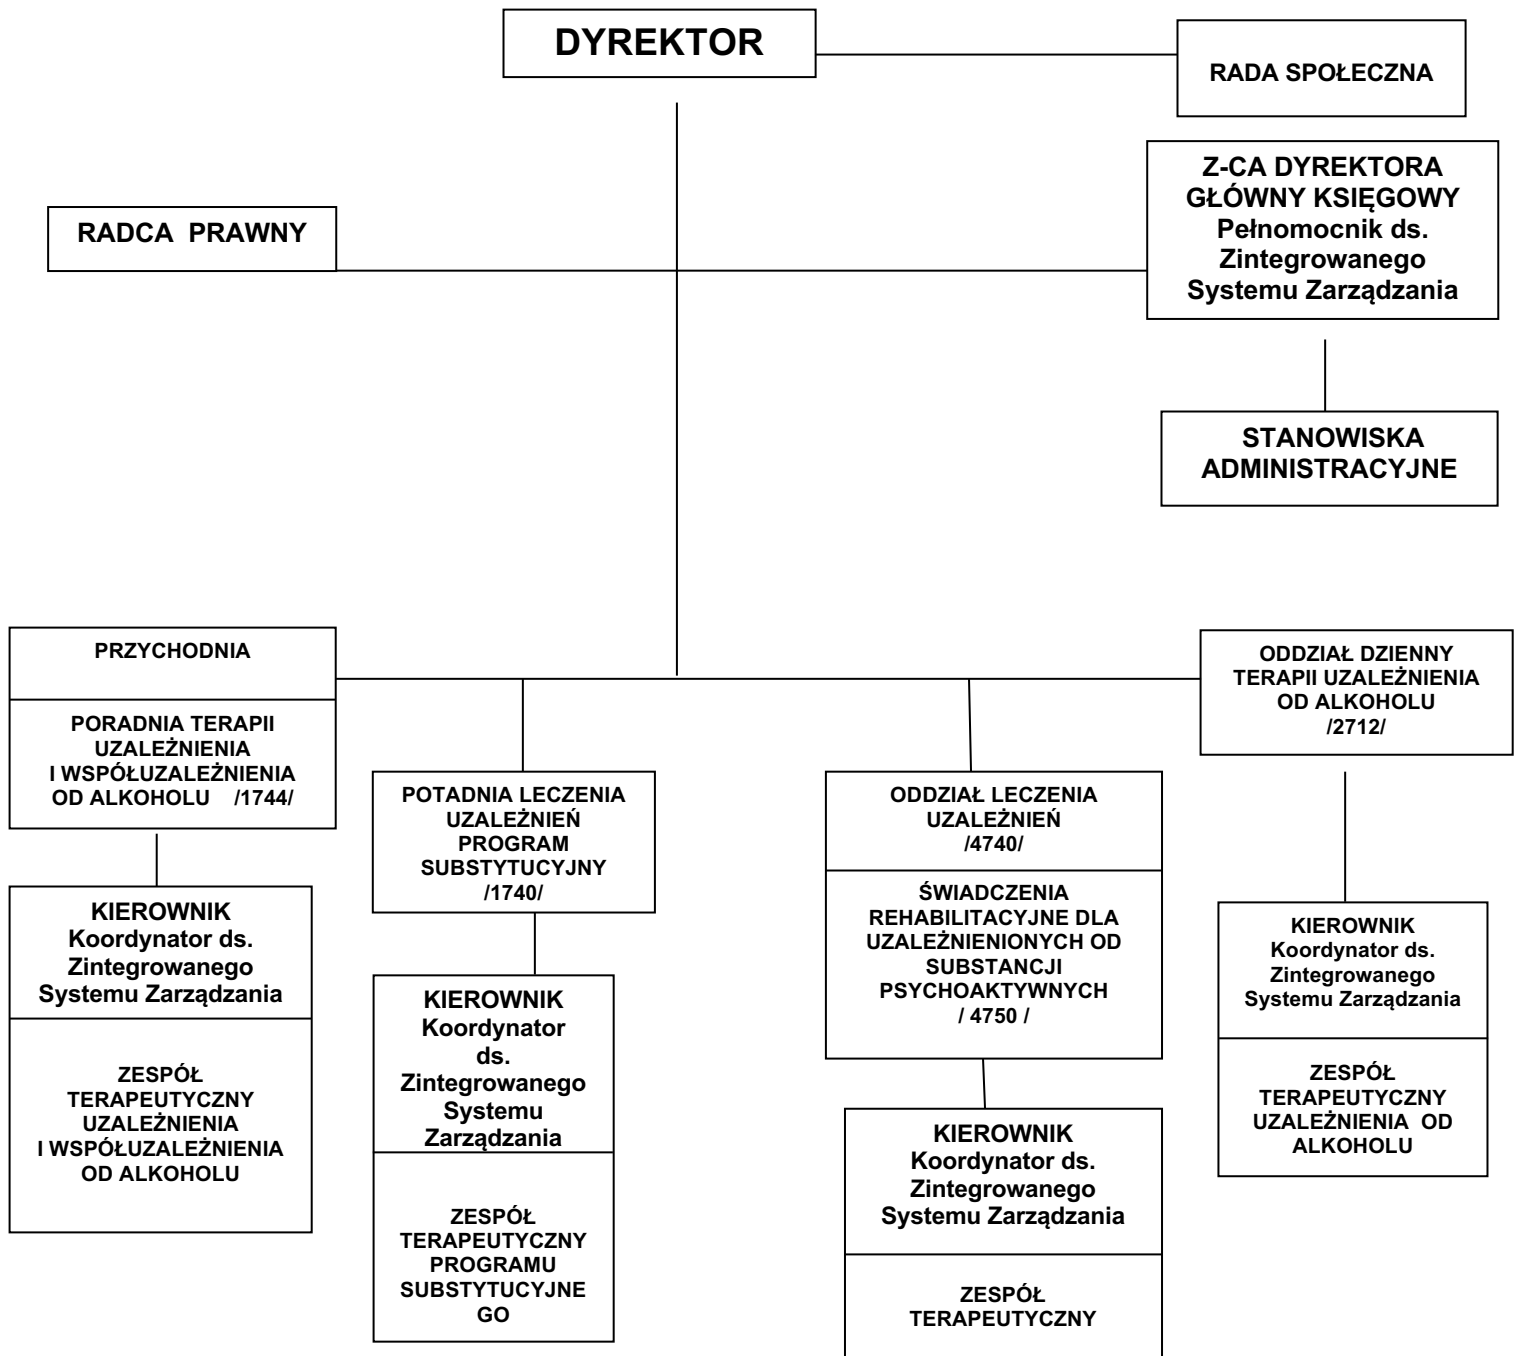 DYREKTOR
RADA SPOŁECZNA
Z-CA DYREKTORA
GŁÓWNY KSIĘGOWY
Pełnomocnik ds.
Zintegrowanego
Systemu Zarządzania
RADCA PRAWNY
STANOWISKA
ADMINISTRACYJNE
PRZYCHODNIA
PORADNIA TERAPII
UZALEŻNIENIA
I WSPÓŁUZALEŻNIENIA
OD ALKOHOLU /1744/
KIEROWNIK
Koordynator ds.
Zintegrowanego
Systemu Zarządzania
ZESPÓŁ
TERAPEUTYCZNY
UZALEŻNIENIA
I WSPÓŁUZALEŻNIENIA
OD ALKOHOLU
POTADNIA LECZENIA
UZALEŻNIEŃ
PROGRAM
SUBSTYTUCYJNY
/1740/
KIEROWNIK
Koordynator
ds.
Zintegrowanego
Systemu
Zarządzania
ZESPÓŁ
TERAPEUTYCZNY
PROGRAMU
SUBSTYTUCYJNE
GO
ODDZIAŁ LECZENIA
UZALEŻNIEŃ
/4740/
ŚWIADCZENIA
REHABILITACYJNE DLA
UZALEŻNIENIONYCH OD
SUBSTANCJI
PSYCHOAKTYWNYCH
/ 4750 /
KIEROWNIK
Koordynator ds.
Zintegrowanego
Systemu Zarządzania
ZESPÓŁ
TERAPEUTYCZNY
ODDZIAŁ DZIENNY
TERAPII UZALEŻNIENIA
OD ALKOHOLU
/2712/
KIEROWNIK
Koordynator ds.
Zintegrowanego
Systemu Zarządzania
ZESPÓŁ
TERAPEUTYCZNY
UZALEŻNIENIA OD
ALKOHOLU